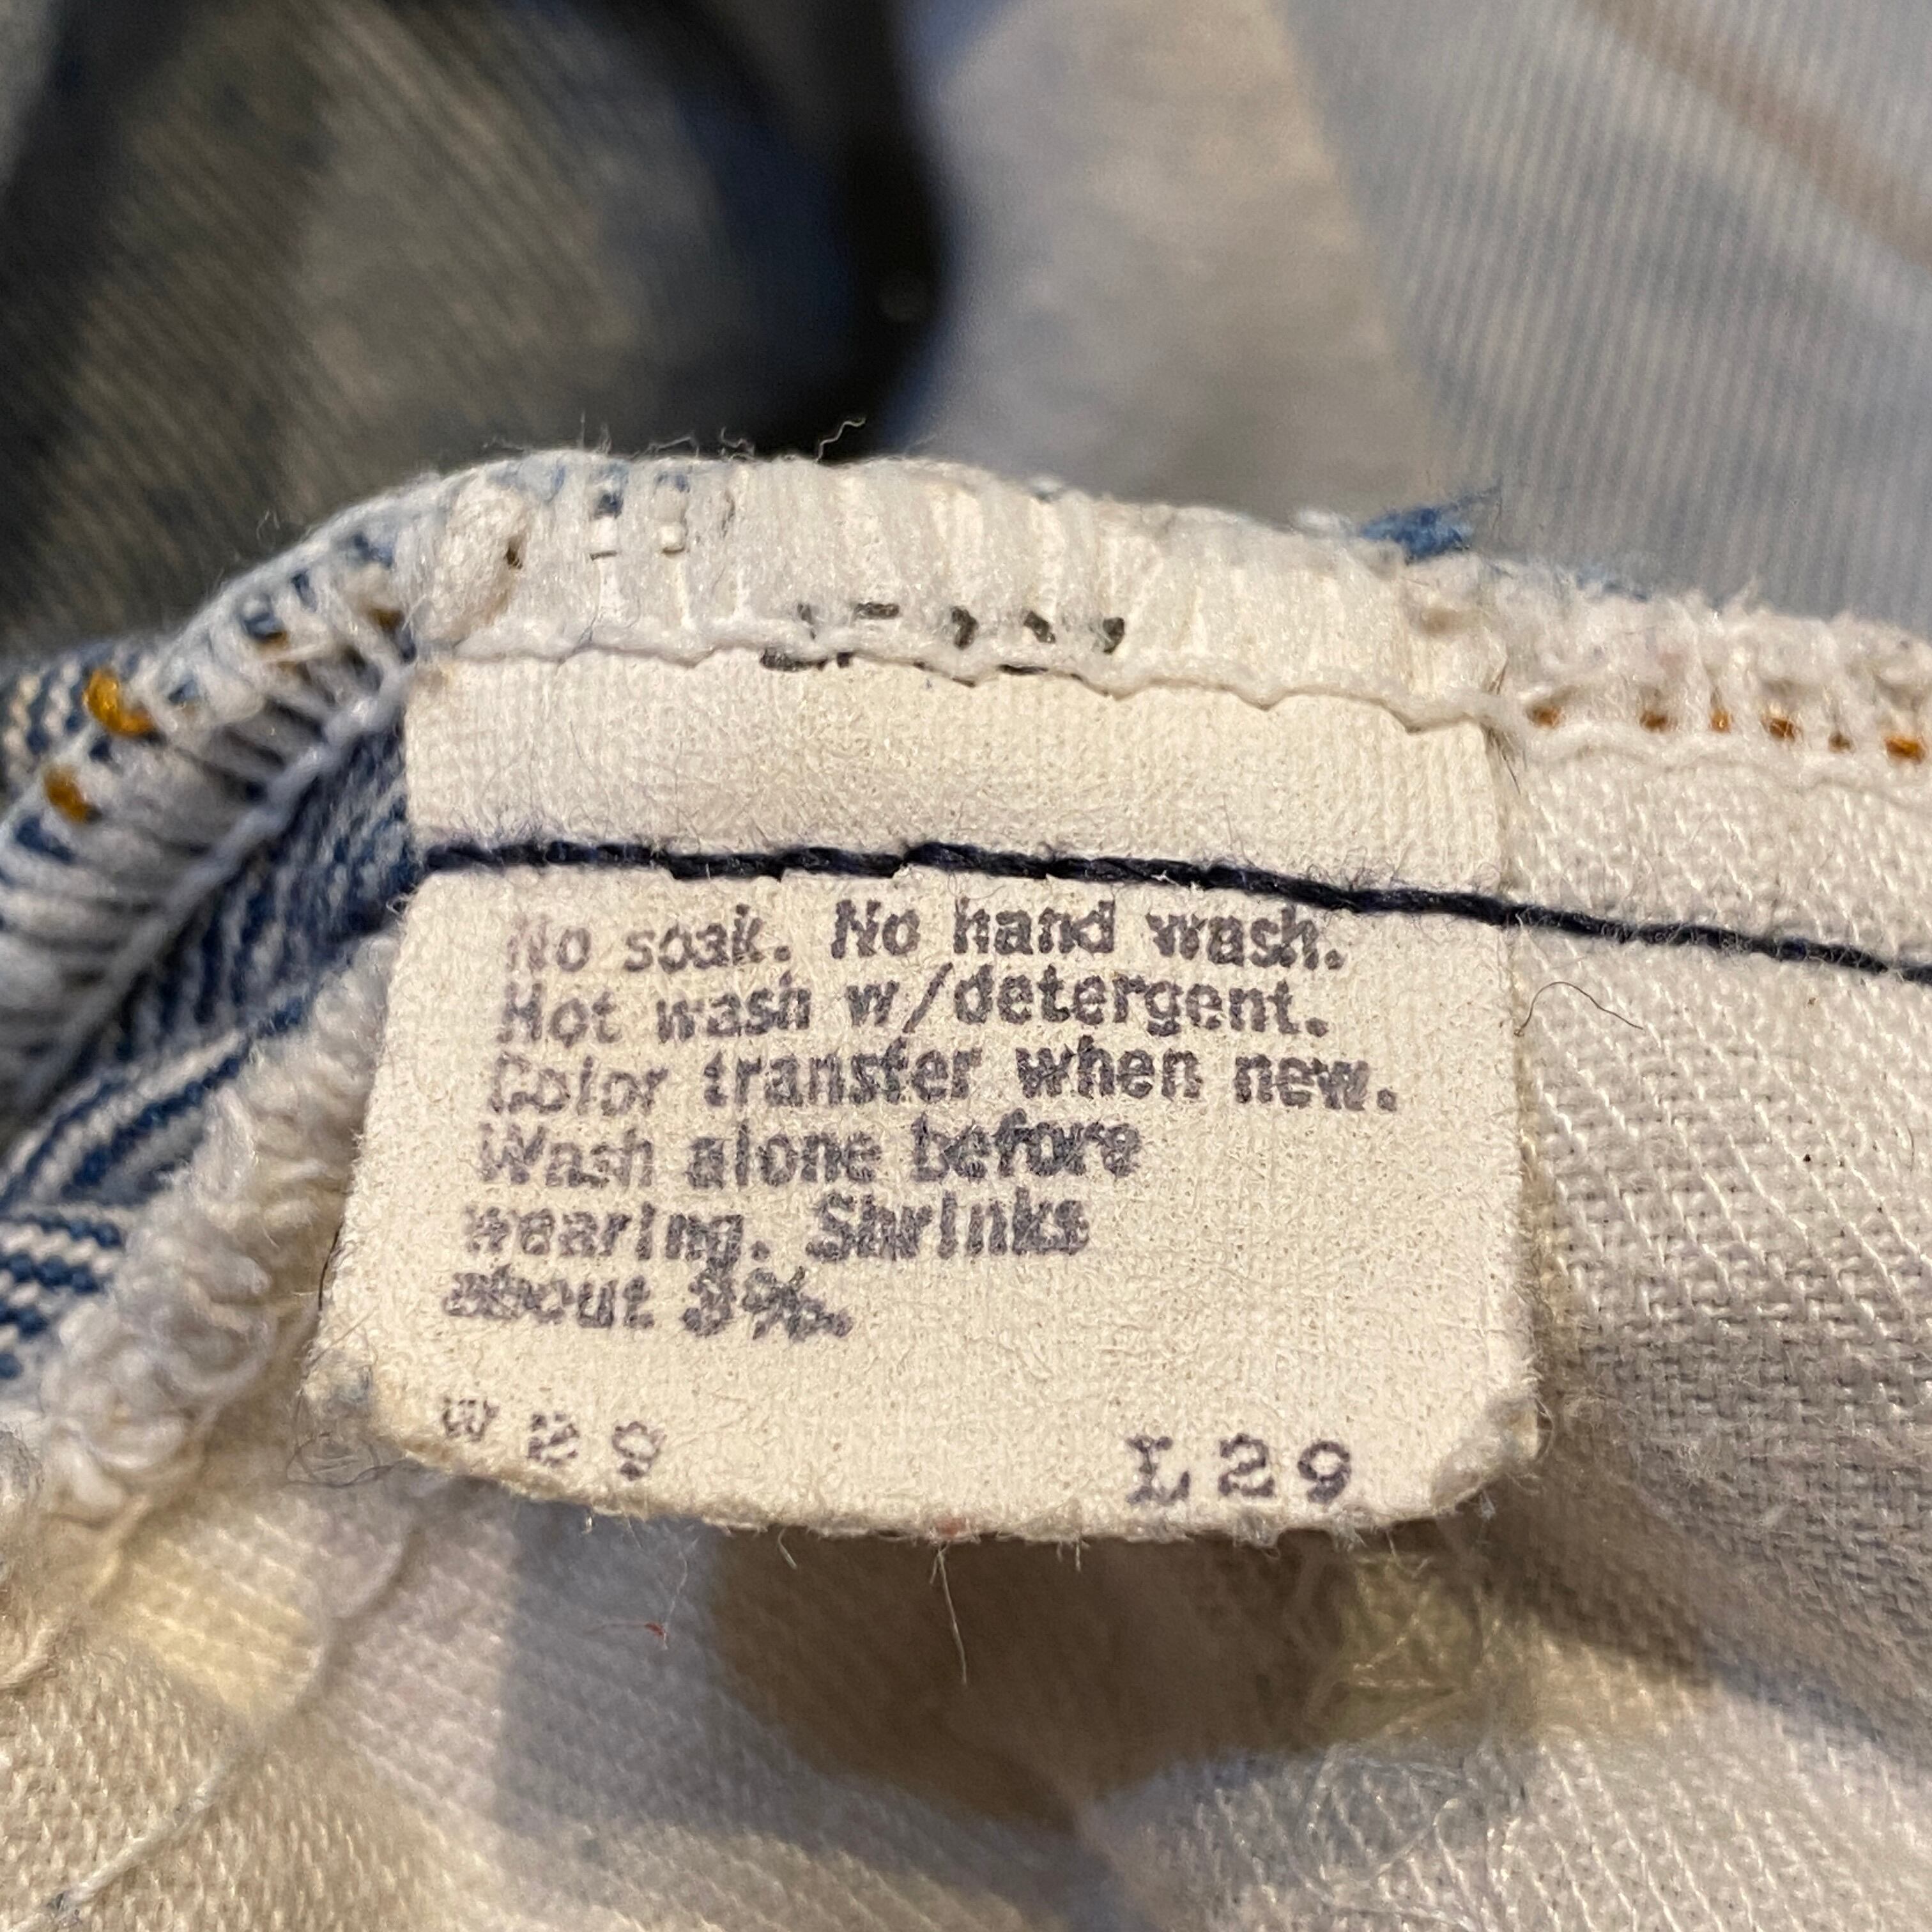 No soak. No hand wash.
Hot wash w/detergent.
Color transfer when new.
Wash alone before
wearing. Shrinks
about 3%.
W 29 L29